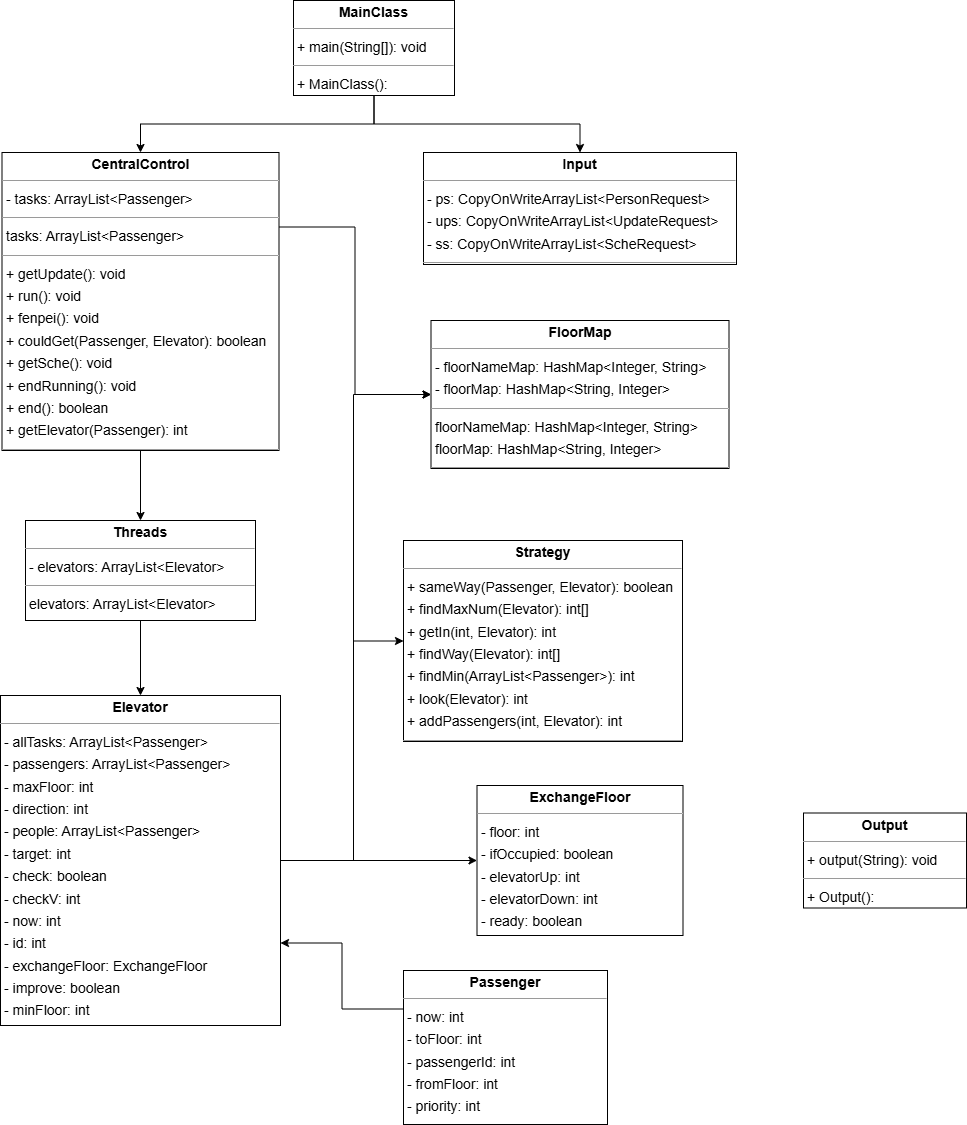 MainClass
+ main(String[]): void
+ MainClass():
CentralControl
- tasks: ArrayList<Passenger>
tasks: ArrayList<Passenger>
+ getUpdate(): void
+ run(): void
+ fenpei(): void
+ couldGet(Passenger, Elevator): boolean
+ getSche(): void
+ endRunning(): void
+ end(): boolean
+ getElevator(Passenger): int
Input
- ps: CopyOnWriteArrayList<PersonRequest>
- ups: CopyOnWriteArrayList<UpdateRequest>
- ss: CopyOnWriteArrayList<ScheRequest>
FloorMap
- floorNameMap: HashMap<Integer, String>
- floorMap: HashMap<String, Integer>
floorNameMap: HashMap<Integer, String>
floorMap: HashMap<String, Integer>
Threads
- elevators: ArrayList<Elevator>
elevators: ArrayList<Elevator>
Strategy
+ sameWay(Passenger, Elevator): boolean
+ findMaxNum(Elevator): int[]
+ getIn(int, Elevator): int
+ findWay(Elevator): int[]
+ findMin(ArrayList<Passenger>): int
+ look(Elevator): int
+ addPassengers(int, Elevator): int
Elevator
- allTasks: ArrayList<Passenger>
- passengers: ArrayList<Passenger>
- maxFloor: int
- direction: int
- people: ArrayList<Passenger>
- target: int
- check: boolean
- checkV: int
- now: int
- id: int
- exchangeFloor: ExchangeFloor
- improve: boolean
- minFloor: int
ExchangeFloor
- floor: int
- ifOccupied: boolean
- elevatorUp: int
- elevatorDown: int
- ready: boolean
Output
+ output(String): void
+ Output():
Passenger
- now: int
- toFloor: int
- passengerId: int
- fromFloor: int
- priority: int